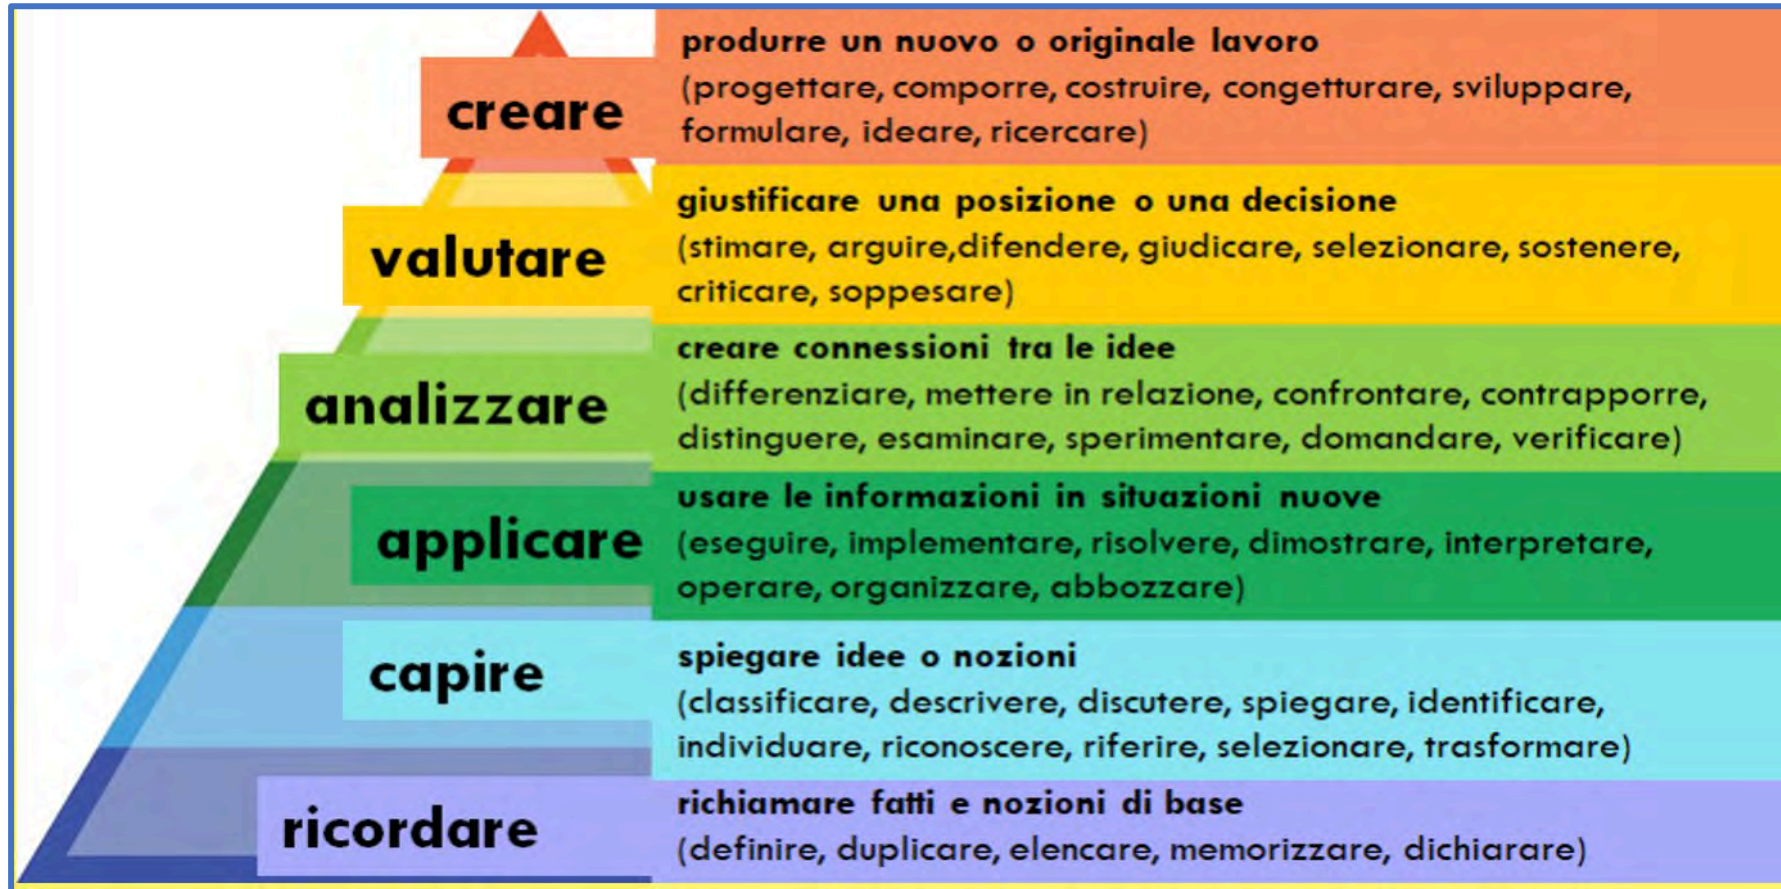 creare
produrre un nuovo o originale lavoro
(progettare, comporre, costruire, congetturare, sviluppare,
formulare, ideare, ricercare)
valutare
giustificare una posizione o una decisione
(stimare, arguire,difendere, giudicare, selezionare, sostenere,
criticare, soppesare)
analizzare
creare connessioni tra le idee
(differenziare, mettere in relazione, confrontare, contrapporre,
distinguere, esaminare, sperimentare, domandare, verificare)
applicare
usare le informazioni in situazioni nuove
(eseguire, implementare, risolvere, dimostrare, interpretare,
operare, organizzare, abbozzare)
capire
spiegare idee o nozioni
(classificare, descrivere, discutere, spiegare, identificare,
individuare, riconoscere, riferire, selezionare, trasformare)
ricordare
richiamare fatti e nozioni di base
(definire, duplicare, elencare, memorizzare, dichiarare)